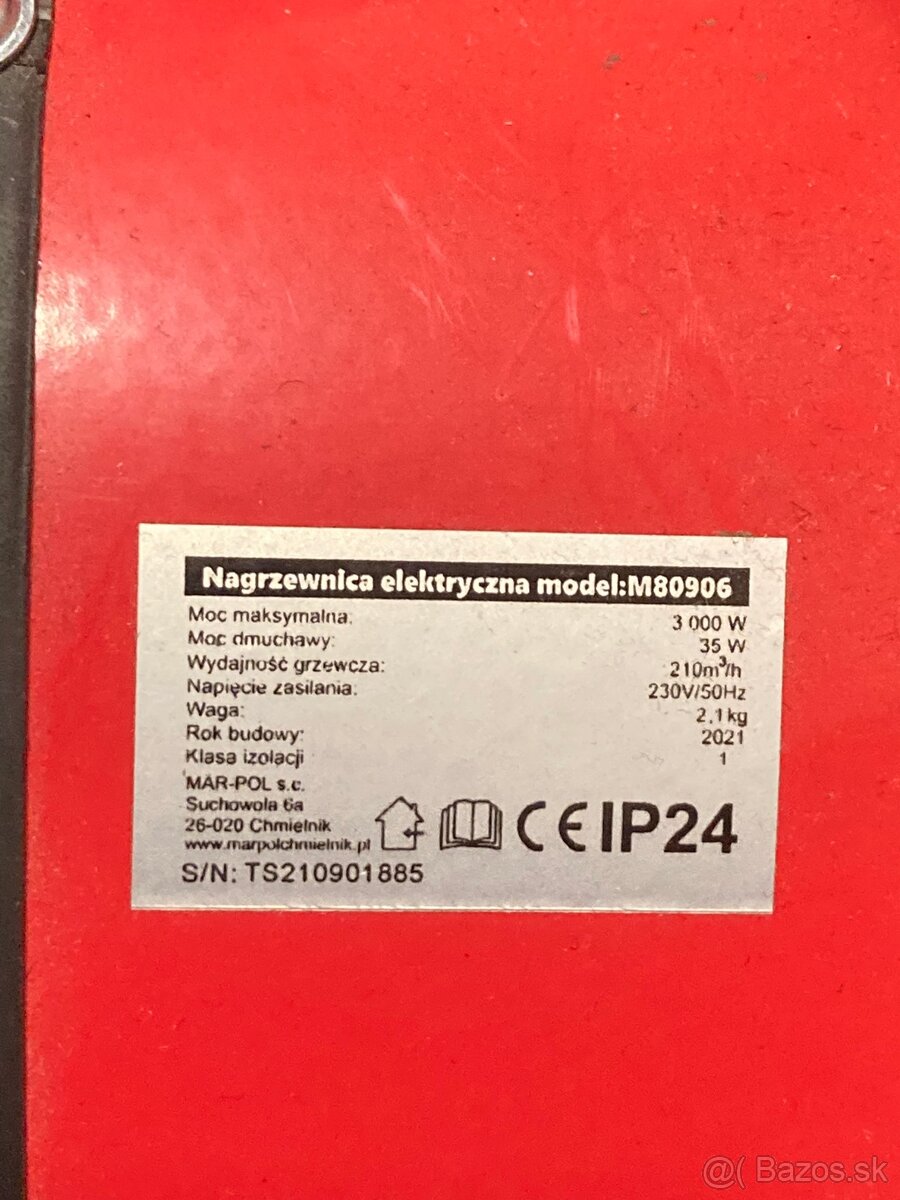 Nagrzewnica elektryczna model:M80906
Moc maksymalna: 3 000 W
Moc dmuchawy: 35 W
Wydajność grzewcza: 210m³/h
Napięcie zasilania: 230V/50Hz
Waga: 2,1kg
Rok budowy: 2021
Klasa izolacji 1
MAR-POL s.c.
Suchowola 6a
26-020 Chmielnik
www.marpolchmielnik.pl
CE IP24
S/N: TS210901885
@( Bazos.sk